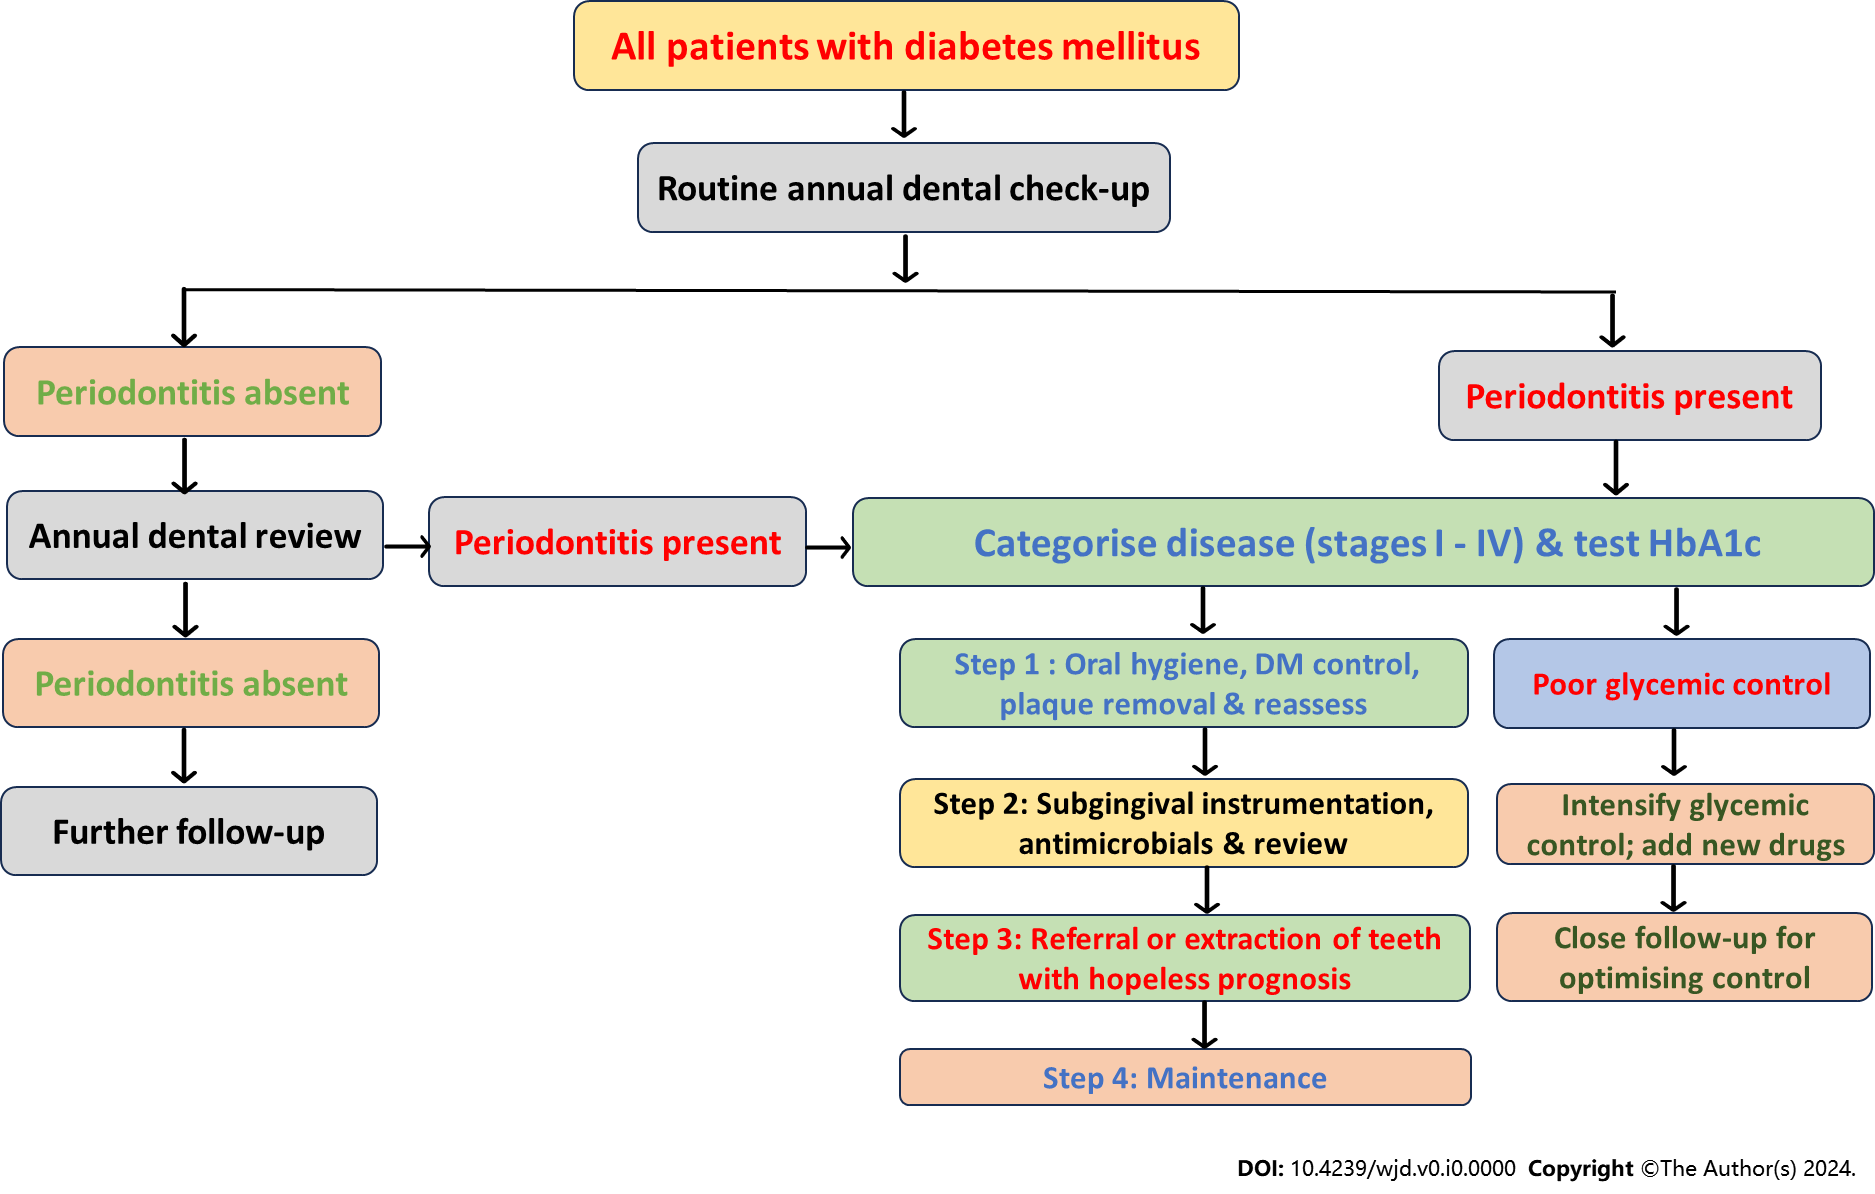 All patients with diabetes mellitus
Routine annual dental check-up
Periodontitis absent
Periodontitis present
Annual dental review
Periodontitis present
Categorise disease (stages I - IV) & test HbA1c
Periodontitis absent
Further follow-up
Step 1 : Oral hygiene, DM control,
plaque removal & reassess
Step 2: Subgingival instrumentation,
antimicrobials & review
Step 3: Referral or extraction of teeth
with hopeless prognosis
Step 4: Maintenance
Poor glycemic control
Intensify glycemic
control; add new drugs
Close follow-up for
optimising control
DOI: 10.4239/wjd.v0.i0.0000 Copyright ©The Author(s) 2024.